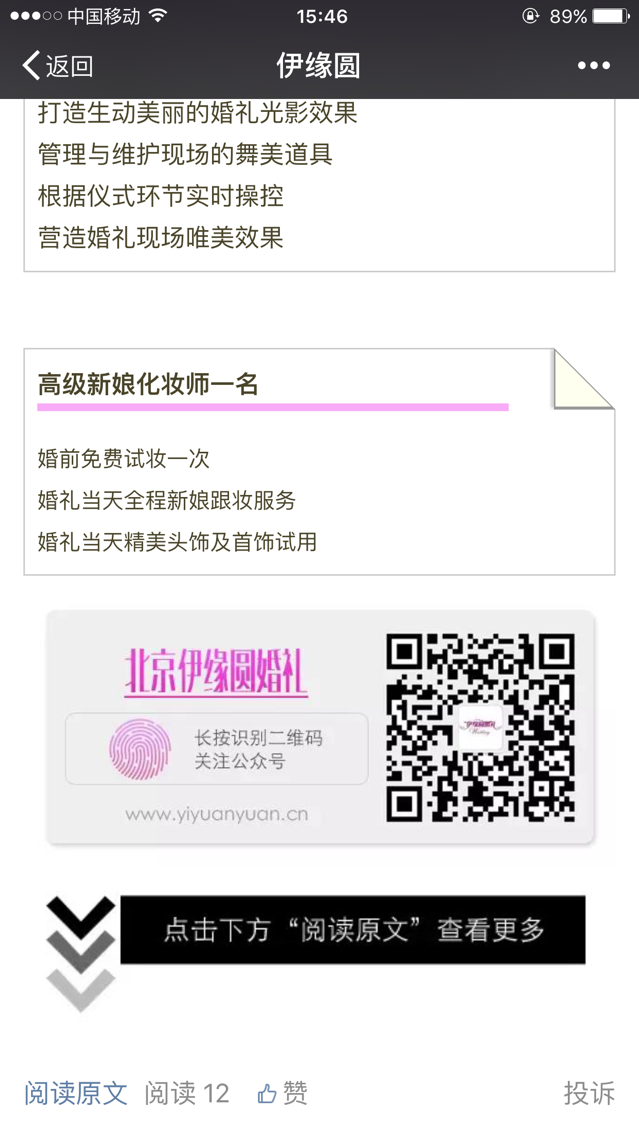 中国移动 15:46 89%
返回 伊缘圆
打造生动美丽的婚礼光影效果
管理与维护现场的舞美道具
根据仪式环节实时操控
营造婚礼现场唯美效果
高级新娘化妆师一名
婚前免费试妆一次
婚礼当天全程新娘跟妆服务
婚礼当天精美头饰及首饰试用
北京伊缘圆婚礼
长按识别二维码
关注公众号
www.yiyuanyuan.cn
点击下方“阅读原文”查看更多
阅读原文 阅读 12 赞 投诉